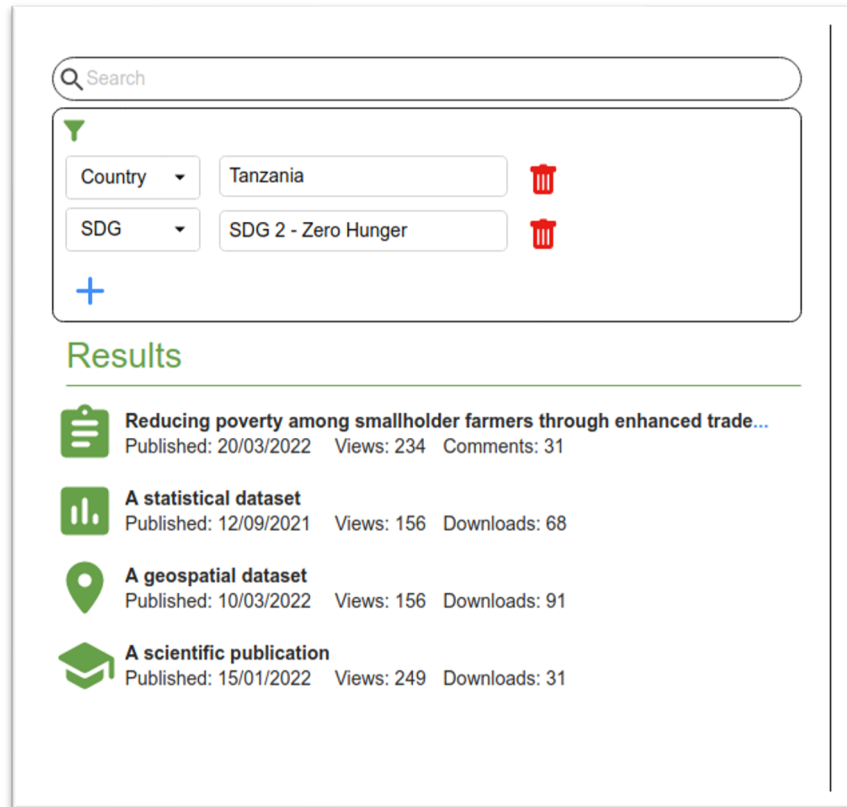 Search
Country Tanzania
SDG SDG 2 - Zero Hunger
Results
Reducing poverty among smallholder farmers through enhanced trade...
Published: 20/03/2022 Views: 234 Comments: 31
A statistical dataset
Published: 12/09/2021 Views: 156 Downloads: 68
A geospatial dataset
Published: 10/03/2022 Views: 156 Downloads: 91
A scientific publication
Published: 15/01/2022 Views: 249 Downloads: 31